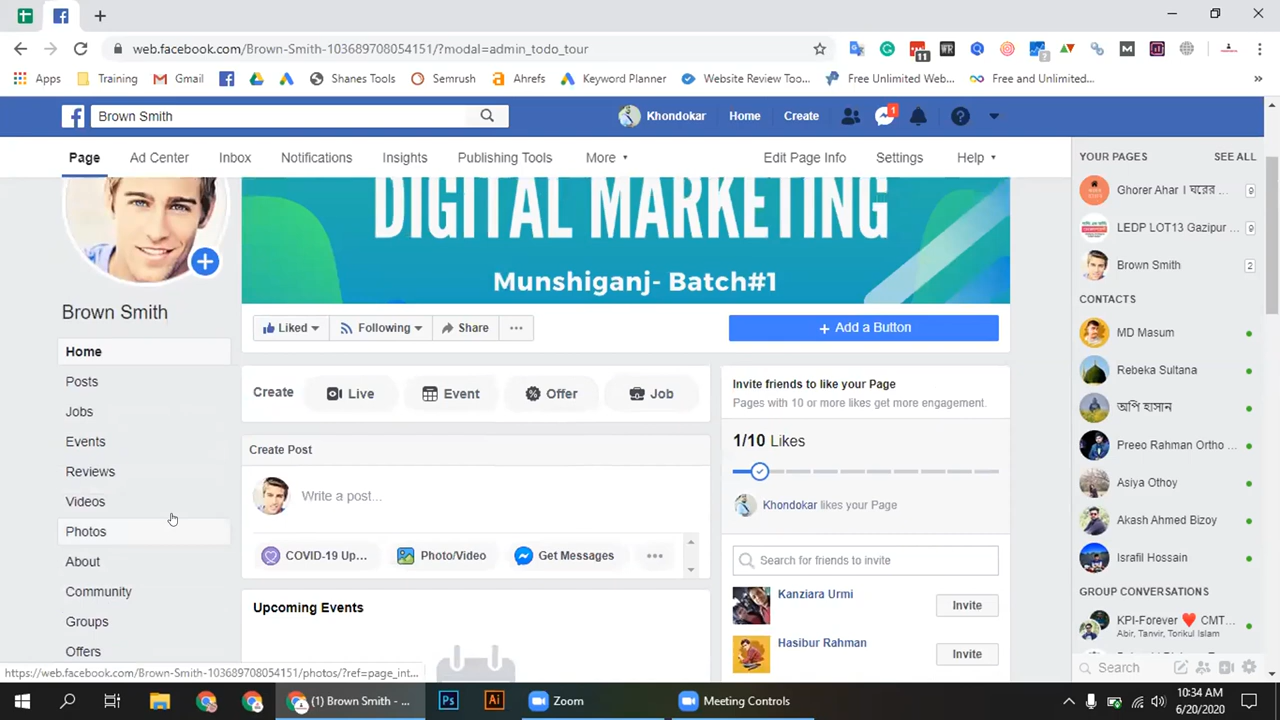 web.facebook.com/Brown-Smith-103689708054151/?modal=admin_todo_tour
11
WR
?
M
Apps
Training
Gmail
Shanes Tools
Semrush
Ahrefs
Keyword Planner
Website Review Too...
Free Unlimited Web...
Free and Unlimited...
»
Brown Smith
Khondokar
Home
Create
1
YOUR PAGES
SEE ALL
Page
Ad Center
Inbox
Notifications
Insights
Publishing Tools
More
Edit Page Info
Settings
Help
Ghorer Ahar । ঘরের ...
9
LEDP LOT13 Gazipur ...
9
Brown Smith
2
DIGITAL MARKETING
Munshiganj- Batch#1
Brown Smith
Liked
Following
Share
...
+ Add a Button
Home
Posts
Jobs
Events
Reviews
Videos
Photos
About
Community
Groups
Offers
Create
Live
Event
Offer
Job
Create Post
Write a post...
COVID-19 Up...
Photo/Video
Get Messages
...
Upcoming Events
Invite friends to like your Page
Pages with 10 or more likes get more engagement.
1/10 Likes
Khondokar likes your Page
Search for friends to invite
Kanziara Urmi
Invite
Hasibur Rahman
Invite
CONTACTS
MD Masum
Rebeka Sultana
অপি হাসান
Preeo Rahman Ortho ...
Asiya Othoy
Akash Ahmed Bizoy
Israfil Hossain
GROUP CONVERSATIONS
KPI-Forever ❤️ CMT...
Abir, Tanvir, Torikul Islam
Search
https://web.facebook.com/Brown-Smith-103689708054151/photos/?ref=page_int...
(1) Brown Smith - ...
Ps
Ai
Zoom
Meeting Controls
10:34 AM
6/20/2020